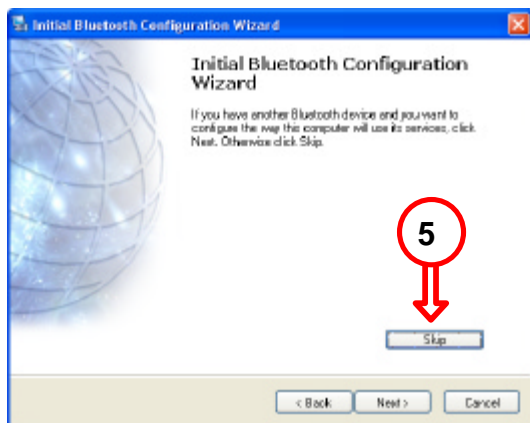 Initial Bluetooth Configuration Wizard
Initial Bluetooth Configuration
Wizard
If you have another Bluetooth device and you want to
configure the way this computer will use its services, click
Next. Otherwise click Skip.
5
Skip
< Back Next > Cancel